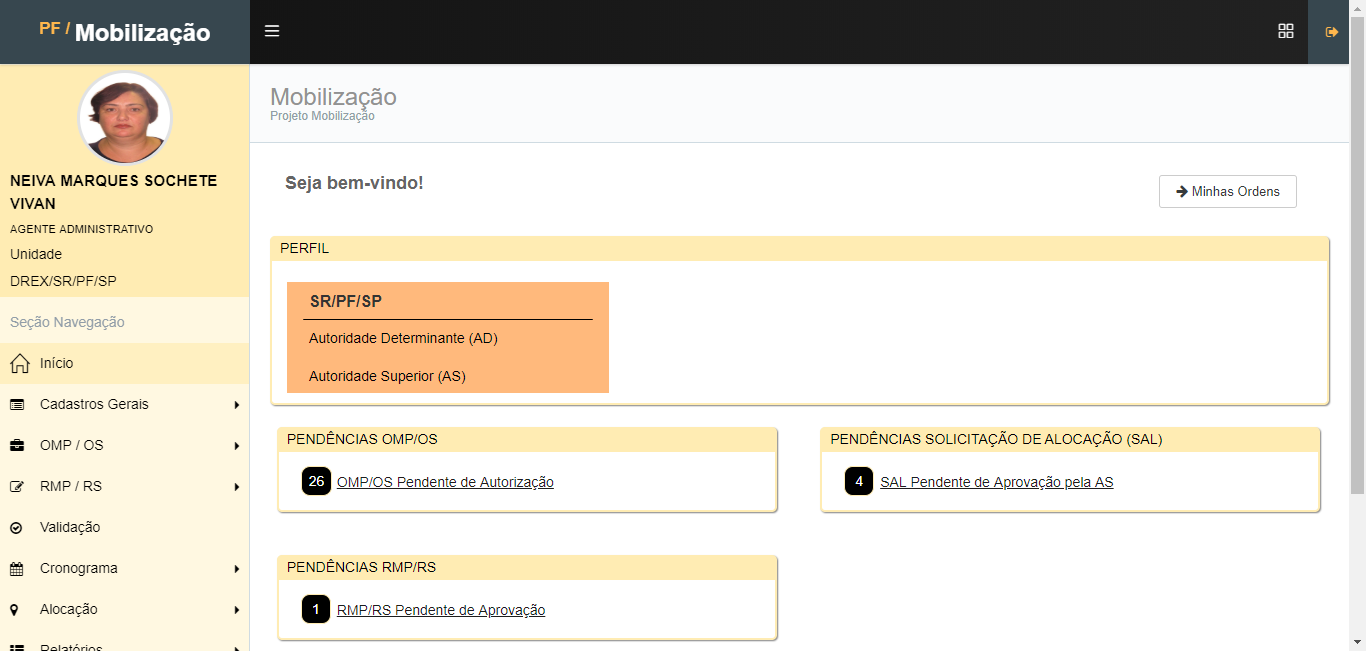 PF / Mobilização
NEIVA MARQUES SOCHETE
VIVAN
AGENTE ADMINISTRATIVO
Unidade
DREX/SR/PF/SP
Seção Navegação
Início
Cadastros Gerais
OMP / OS
RMP / RS
Validação
Cronograma
Alocação
Relatórios
Mobilização
Projeto Mobilização
Seja bem-vindo!
Minhas Ordens
PERFIL
SR/PF/SP
Autoridade Determinante (AD)
Autoridade Superior (AS)
PENDÊNCIAS OMP/OS
26 OMP/OS Pendente de Autorização
PENDÊNCIAS SOLICITAÇÃO DE ALOCAÇÃO (SAL)
4 SAL Pendente de Aprovação pela AS
PENDÊNCIAS RMP/RS
1 RMP/RS Pendente de Aprovação